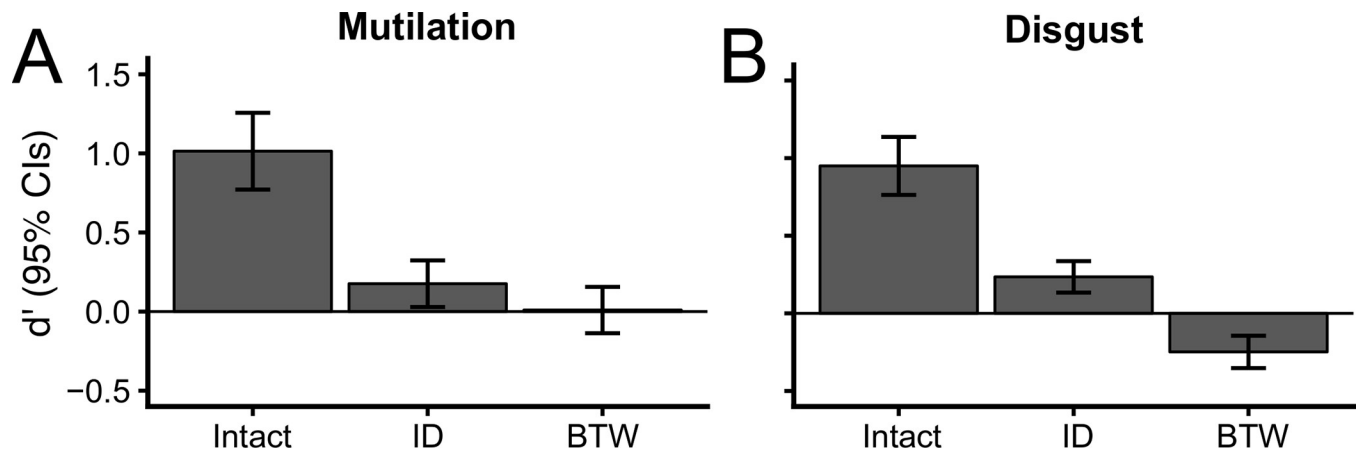 A
Mutilation
d' (95% CIs)
1.5
1.0
0.5
0.0
−0.5
Intact ID BTW
B
Disgust
Intact ID BTW